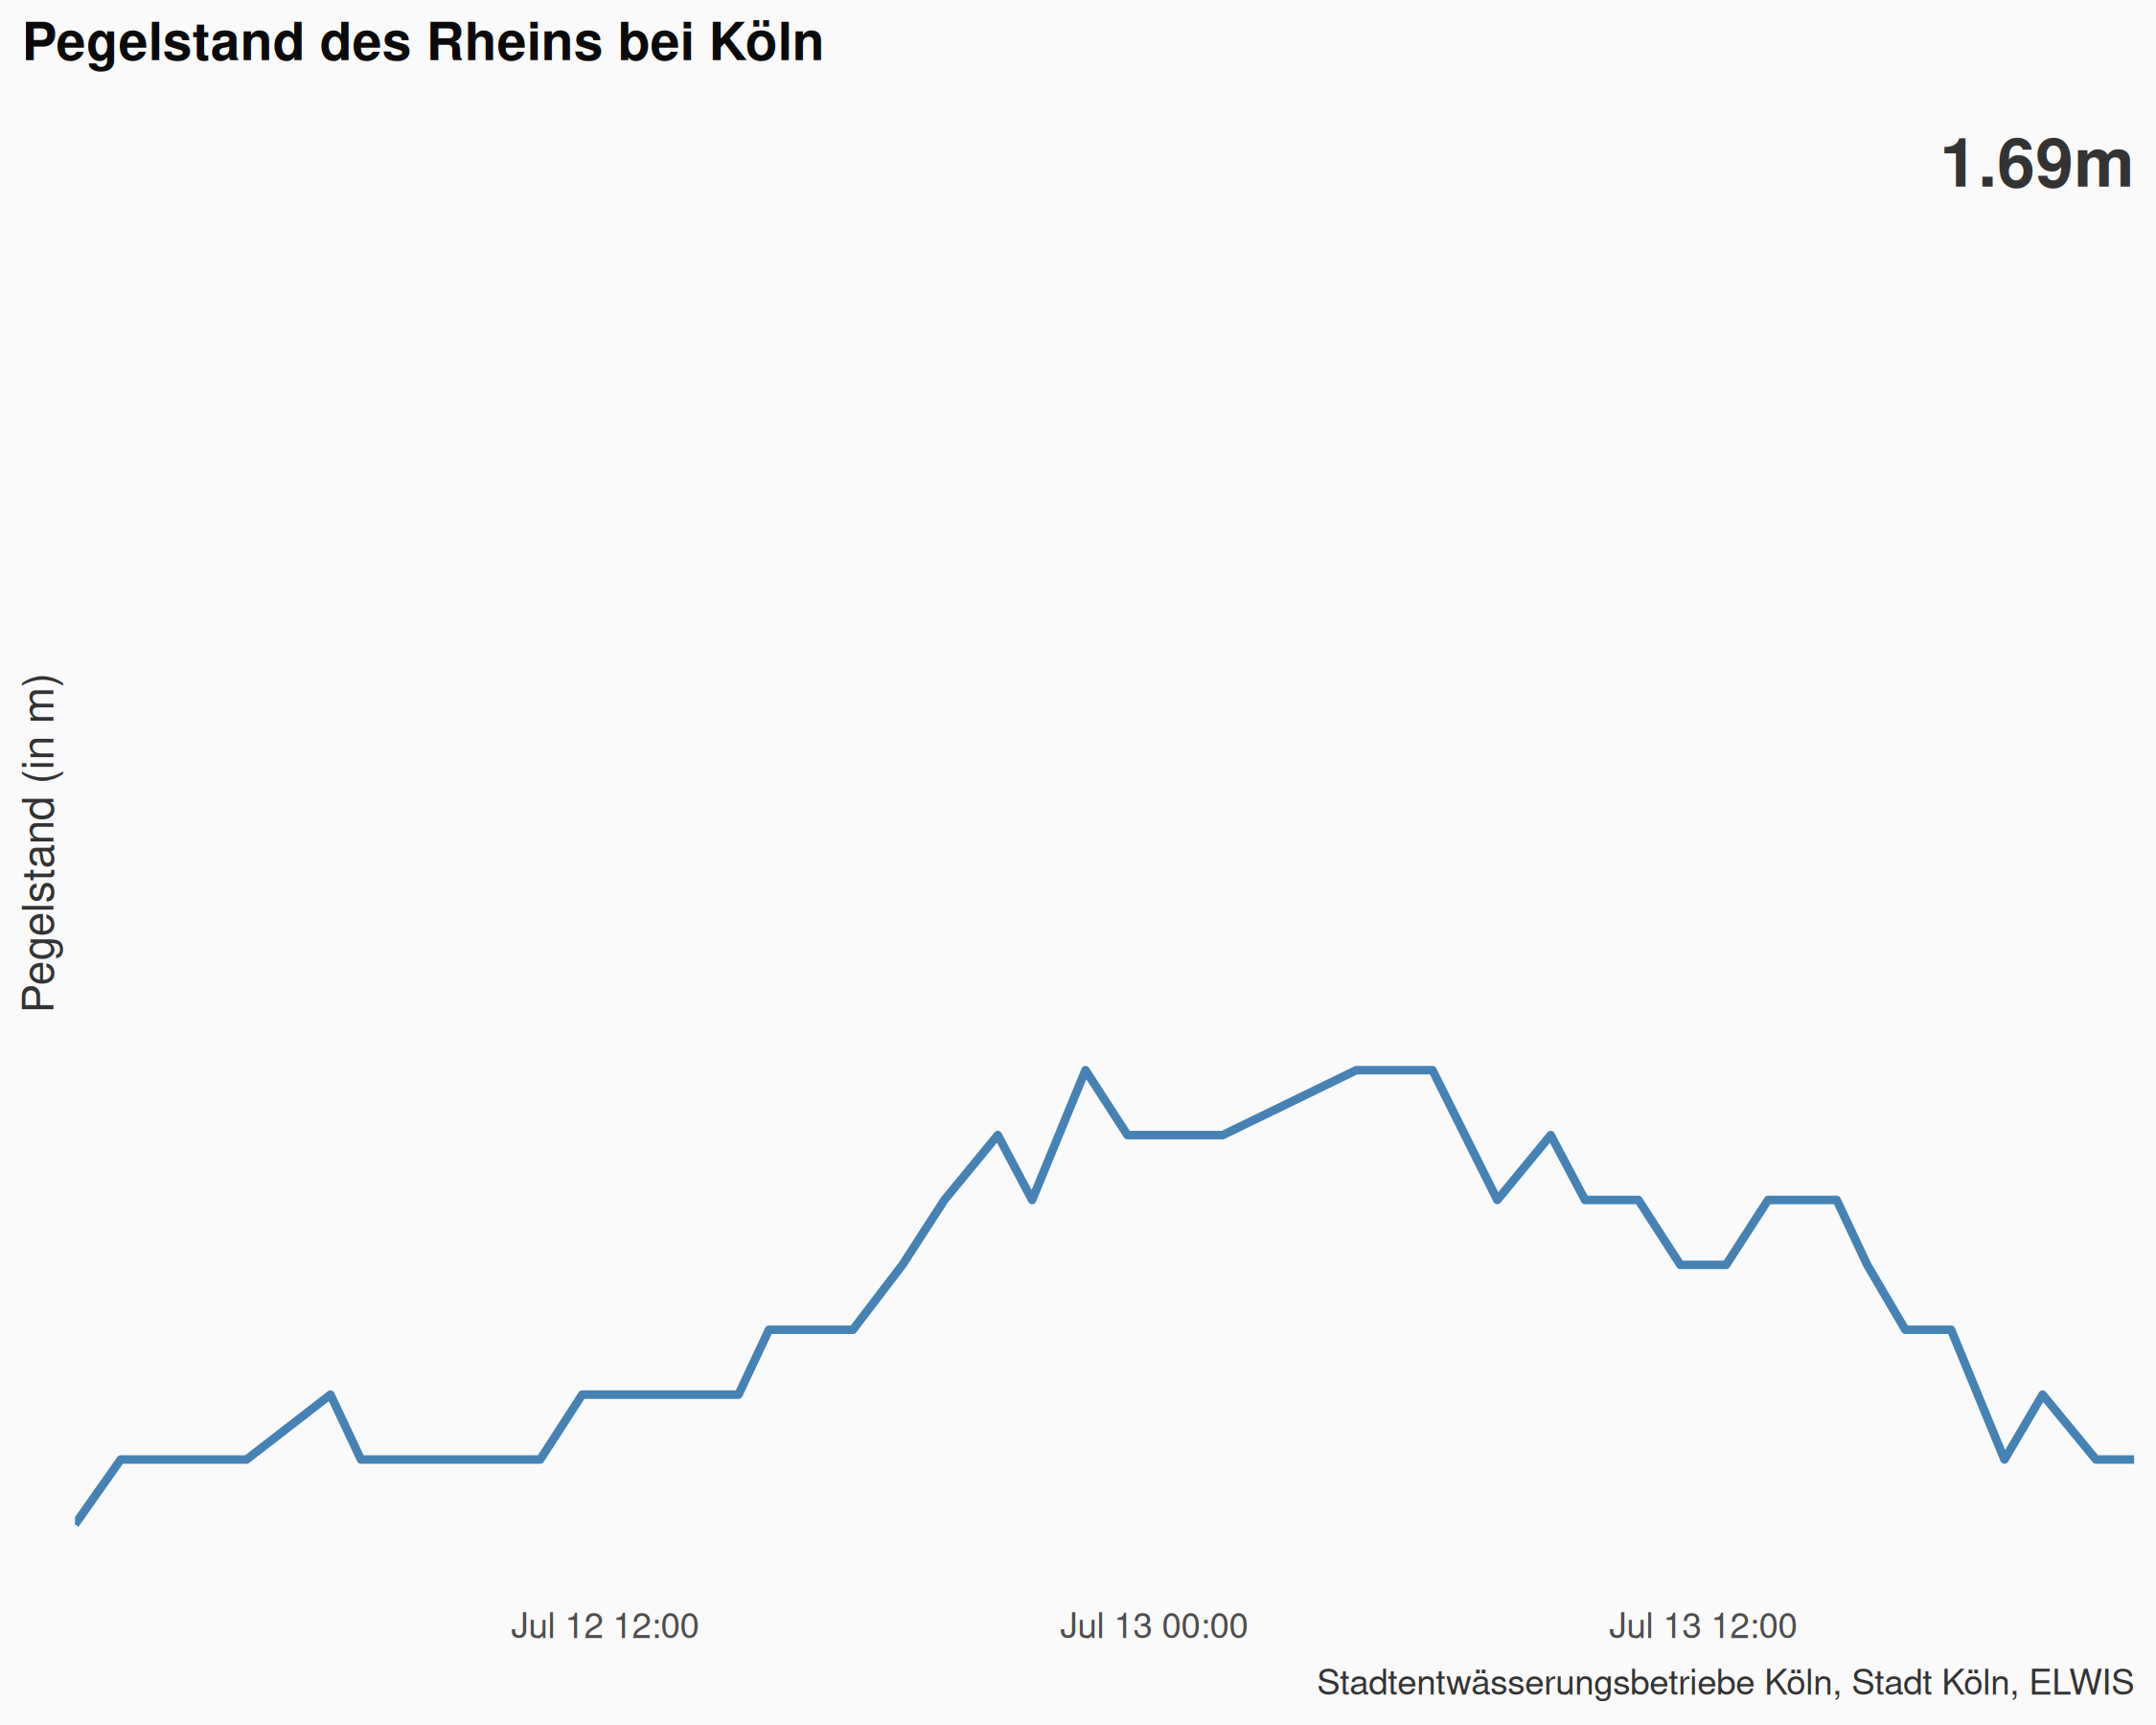 Pegelstand des Rheins bei Köln
1.69m
Pegelstand (in m)
Jul 12 12:00
Jul 13 00:00
Jul 13 12:00
Stadtentwässerungsbetriebe Köln, Stadt Köln, ELWIS